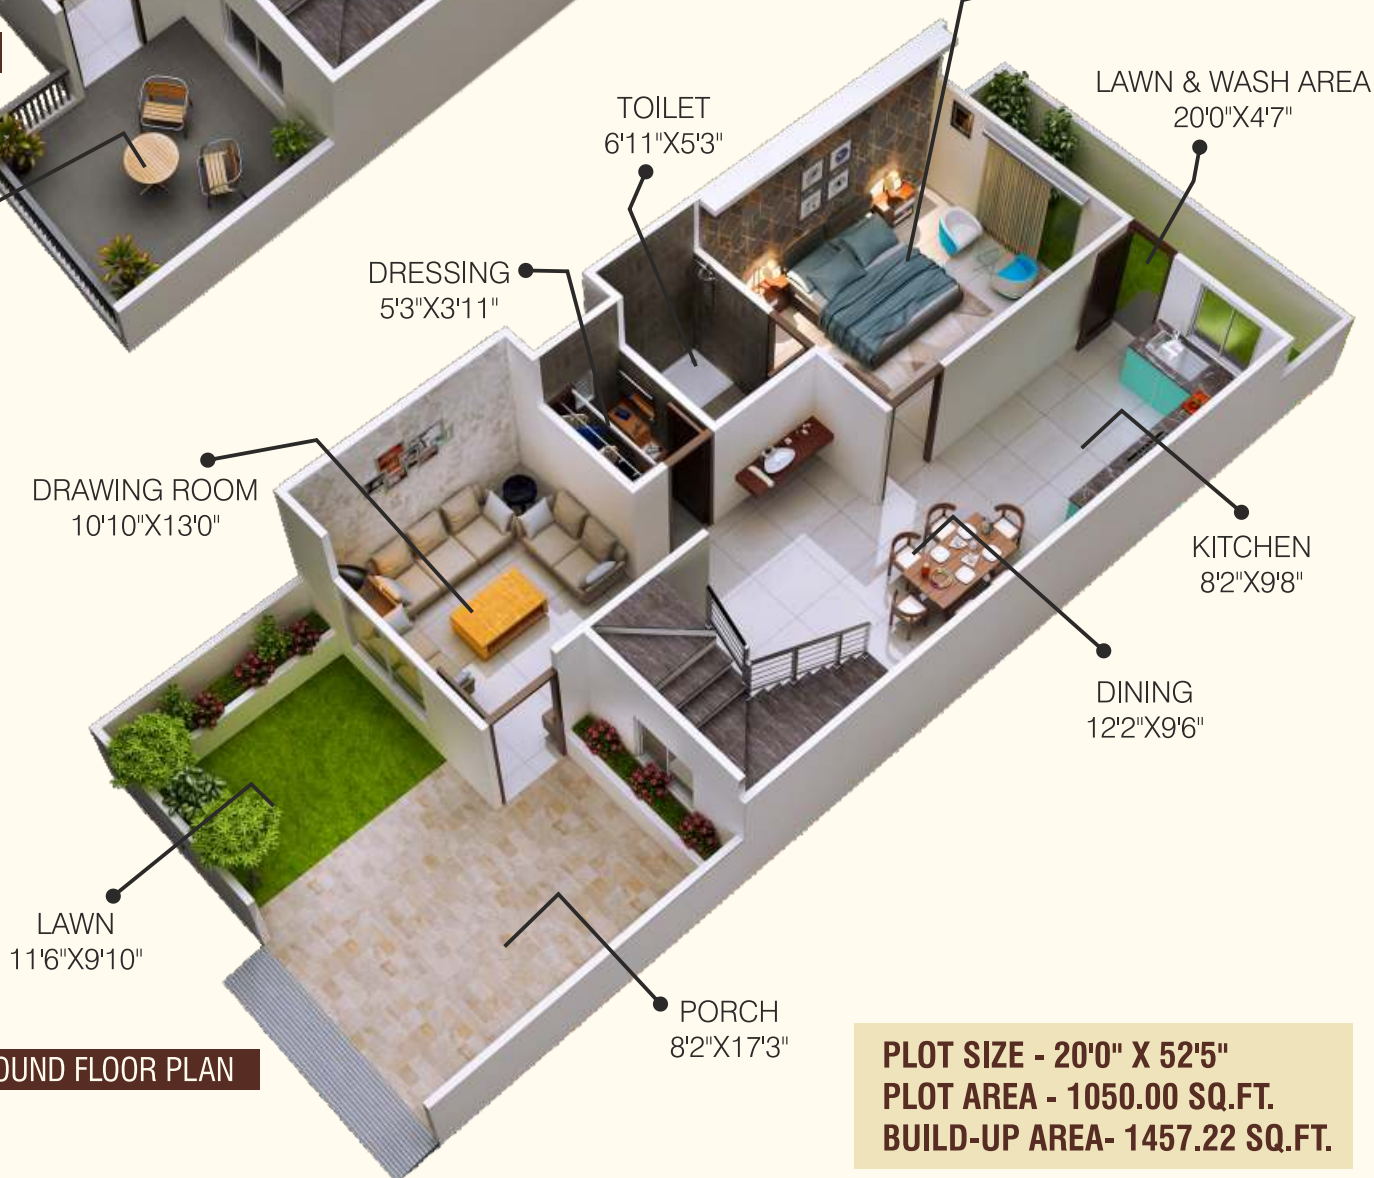 LAWN & WASH AREA
20'0"X4'7"
TOILET
6'11"X5'3"
DRESSING
5'3"X3'11"
DRAWING ROOM
10'10"X13'0"
KITCHEN
8'2"X9'8"
DINING
12'2"X9'6"
LAWN
11'6"X9'10"
PORCH
8'2"X17'3"
OUND FLOOR PLAN
PLOT SIZE - 20'0" X 52'5"
PLOT AREA - 1050.00 SQ.FT.
BUILD-UP AREA- 1457.22 SQ.FT.